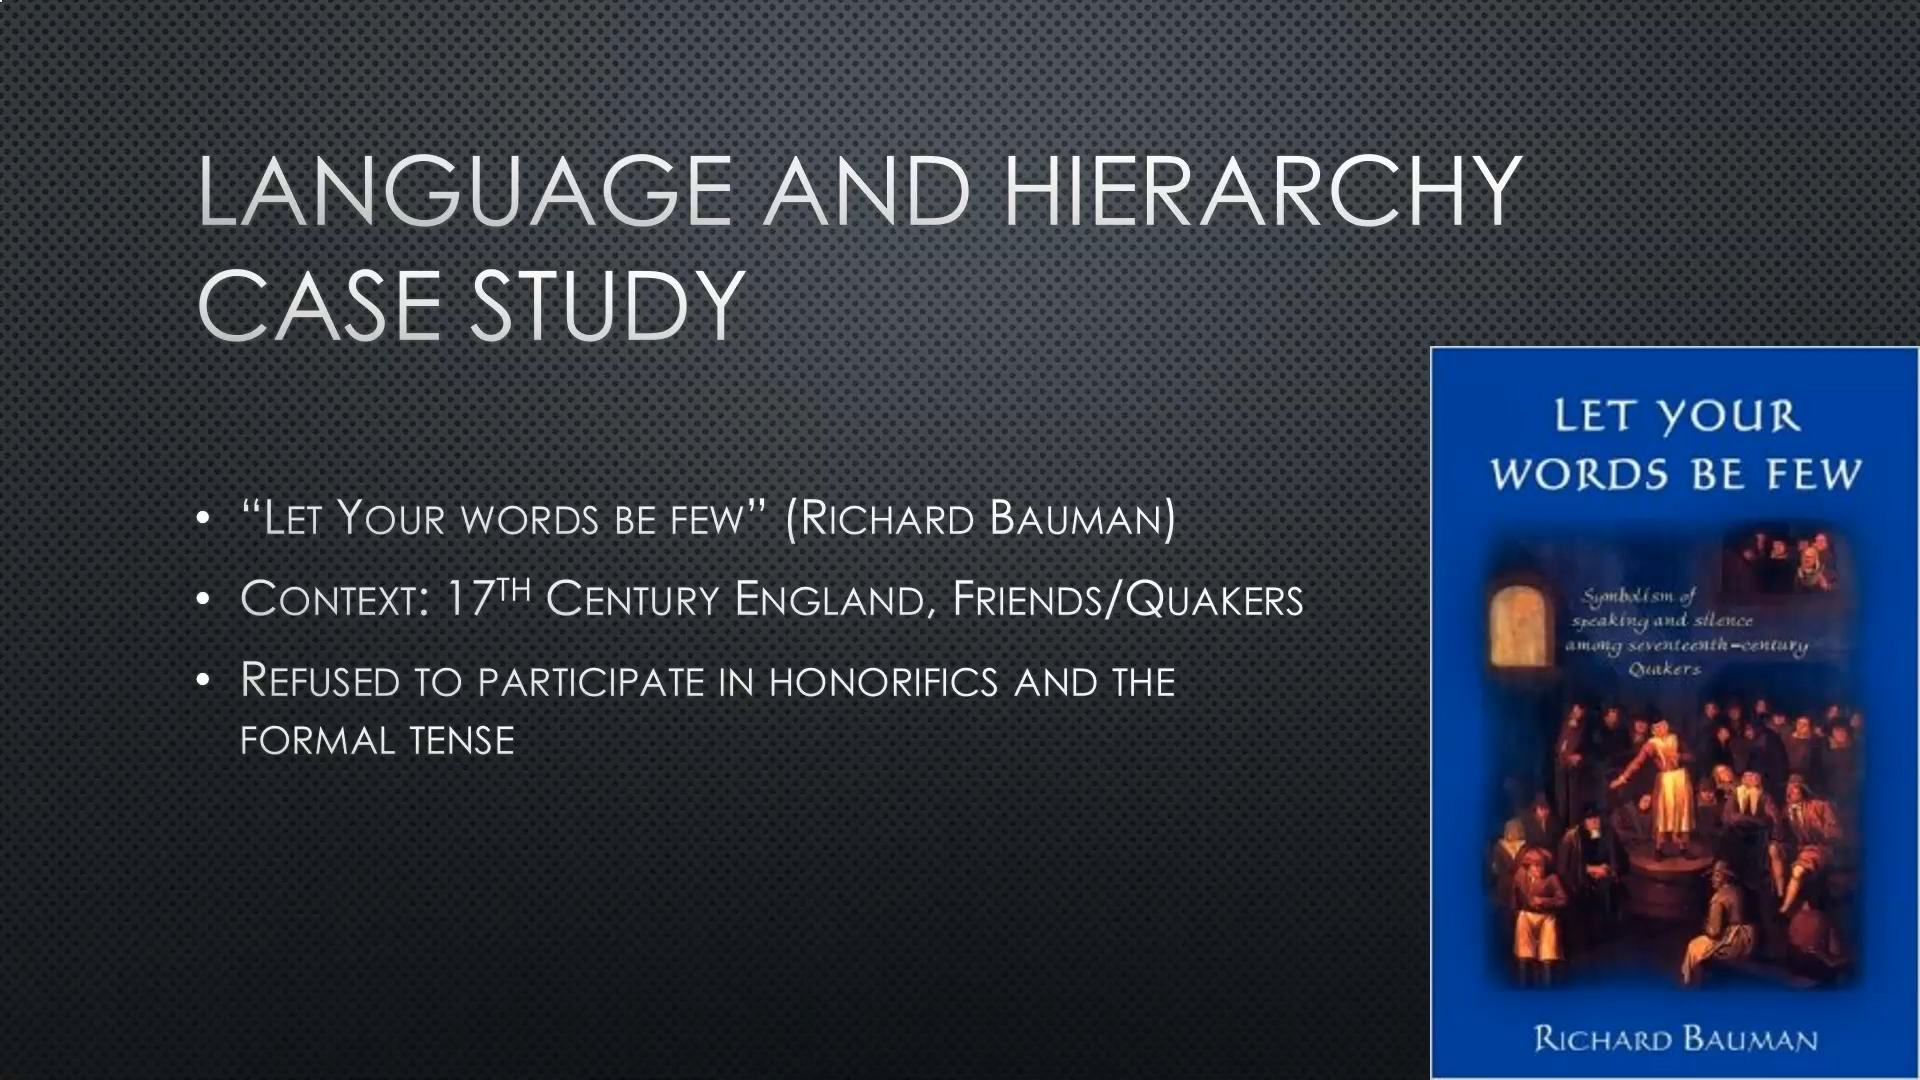 LANGUAGE AND HIERARCHY
CASE STUDY
• “LET YOUR WORDS BE FEW” (RICHARD BAUMAN)
• CONTEXT: 17TH CENTURY ENGLAND, FRIENDS/QUAKERS
• REFUSED TO PARTICIPATE IN HONORIFICS AND THE
FORMAL TENSE
LET YOUR
WORDS BE FEW
Symbolism of
speaking and silence
among seventeenth-century
Quakers
RICHARD BAUMAN